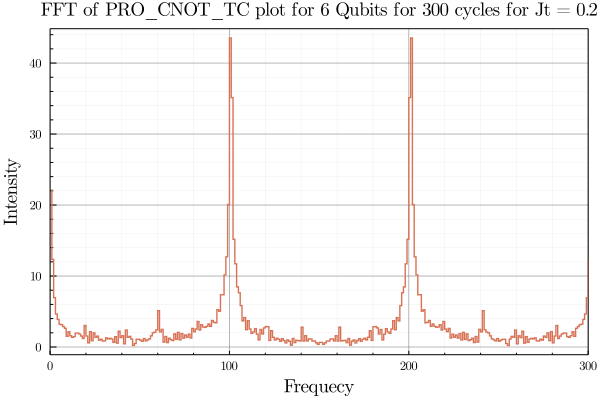 FFT of PRO_CNOT_TC plot for 6 Qubits for 300 cycles for Jt = 0.2
Intensity
40
30
20
10
0
0 100 200 300
Frequecy